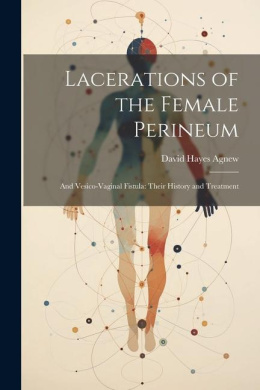 Lacerations of
the Female
Perineum
David Hayes Agnew
And Vesico-Vaginal Fistula: Their History and Treatment